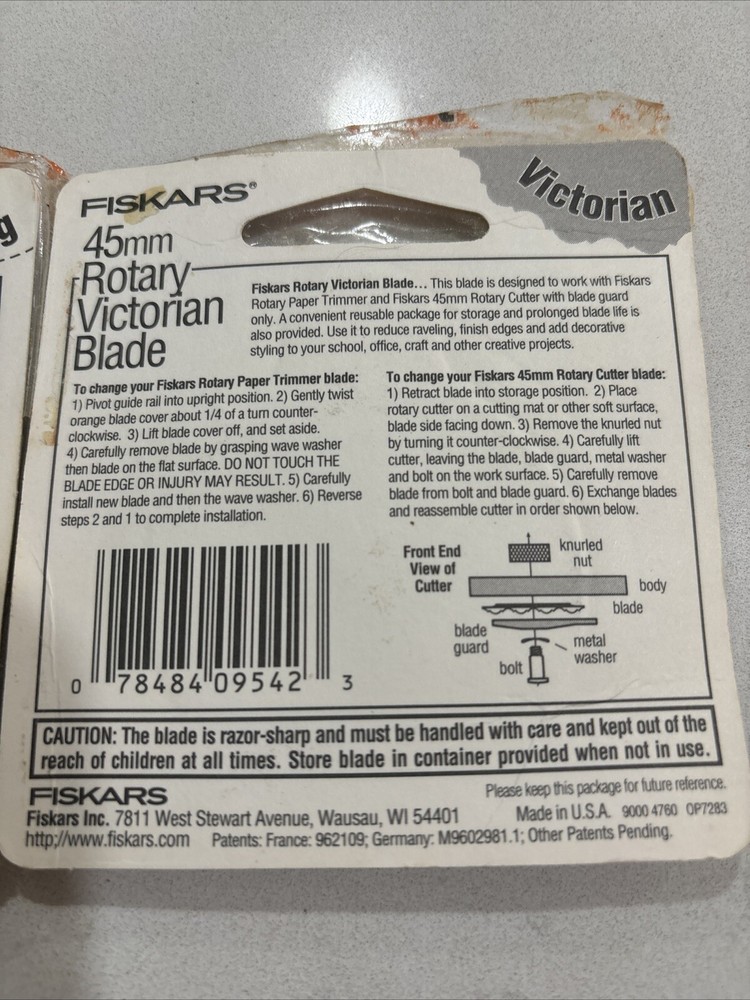 g
Victorian
FISKARS®
45mm
Rotary
Victorian
Blade
Fiskars Rotary Victorian Blade... This blade is designed to work with Fiskars
Rotary Paper Trimmer and Fiskars 45mm Rotary Cutter with blade guard
only. A convenient reusable package for storage and prolonged blade life is
also provided. Use it to reduce raveling, finish edges and add decorative
styling to your school, office, craft and other creative projects.
To change your Fiskars Rotary Paper Trimmer blade:
1) Pivot guide rail into upright position. 2) Gently twist
orange blade cover about 1/4 of a turn counter-
clockwise. 3) Lift blade cover off, and set aside.
4) Carefully remove blade by grasping wave washer
then blade on the flat surface. DO NOT TOUCH THE
BLADE EDGE OR INJURY MAY RESULT. 5) Carefully
install new blade and then the wave washer. 6) Reverse
steps 2 and 1 to complete installation.
To change your Fiskars 45mm Rotary Cutter blade:
1) Retract blade into storage position. 2) Place
rotary cutter on a cutting mat or other soft surface,
blade side facing down. 3) Remove the knurled nut
by turning it counter-clockwise. 4) Carefully lift
cutter, leaving the blade, blade guard, metal washer
and bolt on the work surface. 5) Carefully remove
blade from bolt and blade guard. 6) Exchange blades
and reassemble cutter in order shown below.
Front End
View of
Cutter
knurled
nut
body
blade
blade
guard
metal
washer
bolt
0 78484 09542 3
CAUTION: The blade is razor-sharp and must be handled with care and kept out of the
reach of children at all times. Store blade in container provided when not in use.
FISKARS
Please keep this package for future reference.
Fiskars Inc. 7811 West Stewart Avenue, Wausau, WI 54401
Made in U.S.A. 9000 4760 OP7283
http://www.fiskars.com Patents: France: 962109; Germany: M9602981.1; Other Patents Pending.